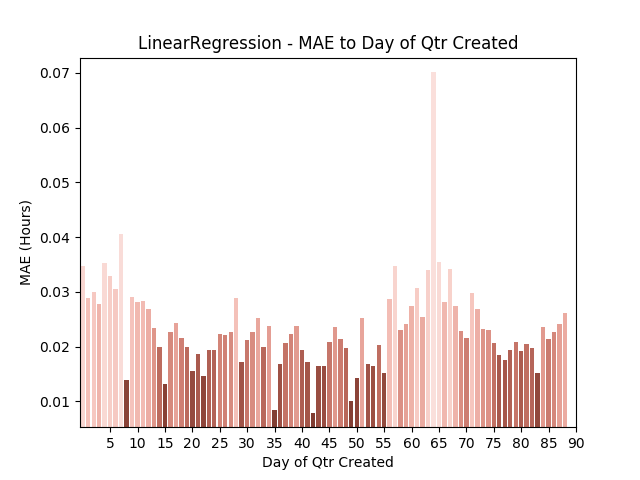 LinearRegression - MAE to Day of Qtr Created
0.07
0.06
0.05
0.04
0.03
0.02
0.01
MAE (Hours)
5 10 15 20 25 30 35 40 45 50 55 60 65 70 75 80 85 90
Day of Qtr Created